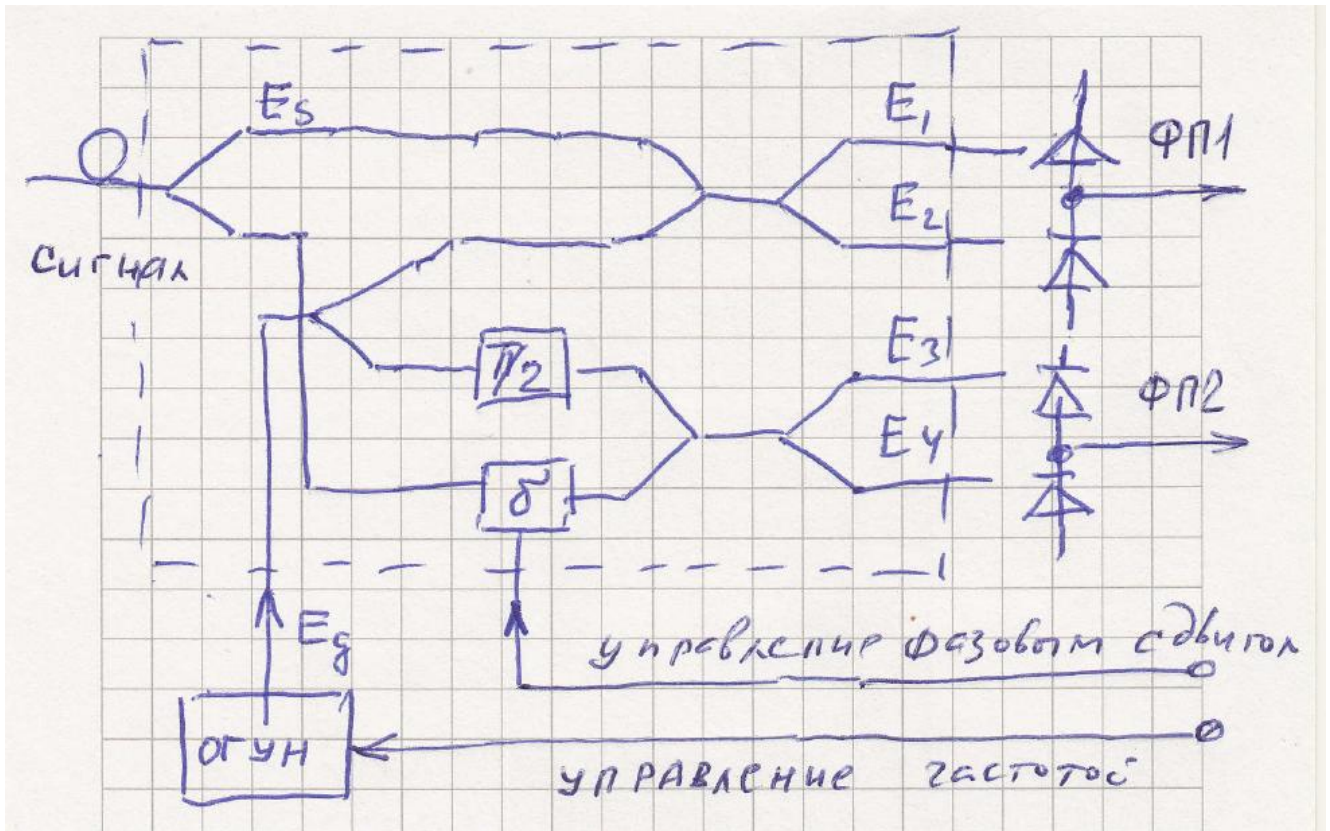 Es
E1
ФП1
E2
сигнал
π/2
E3
ФП2
E4
δ
Eg
управление фазовым сдвигом
ОГУН
управление частотой